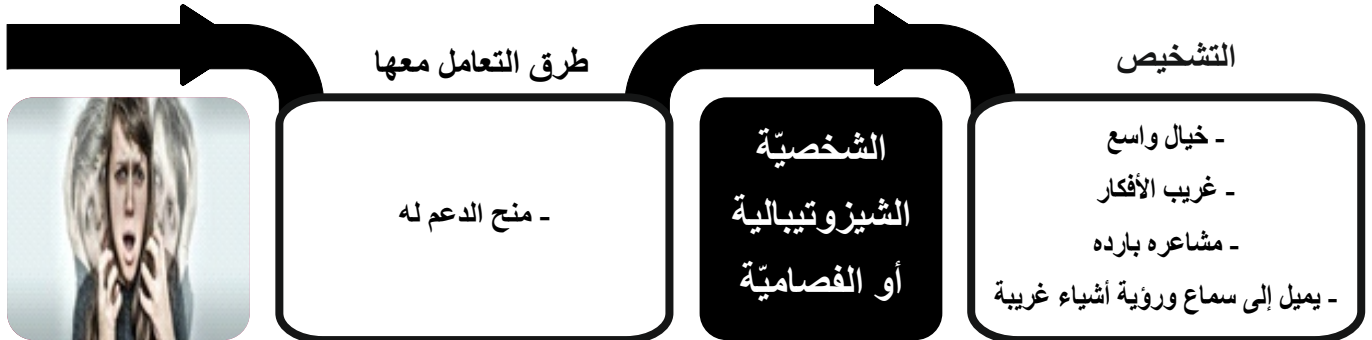 التشخيص
- خيال واسع
- غريب الأفكار
- مشاعره بارده
- يميل إلى سماع ورؤية أشياء غريبة
الشخصيّة
الشيزوتيبالية
أو الفصاميّة
طرق التعامل معها
- منح الدعم له